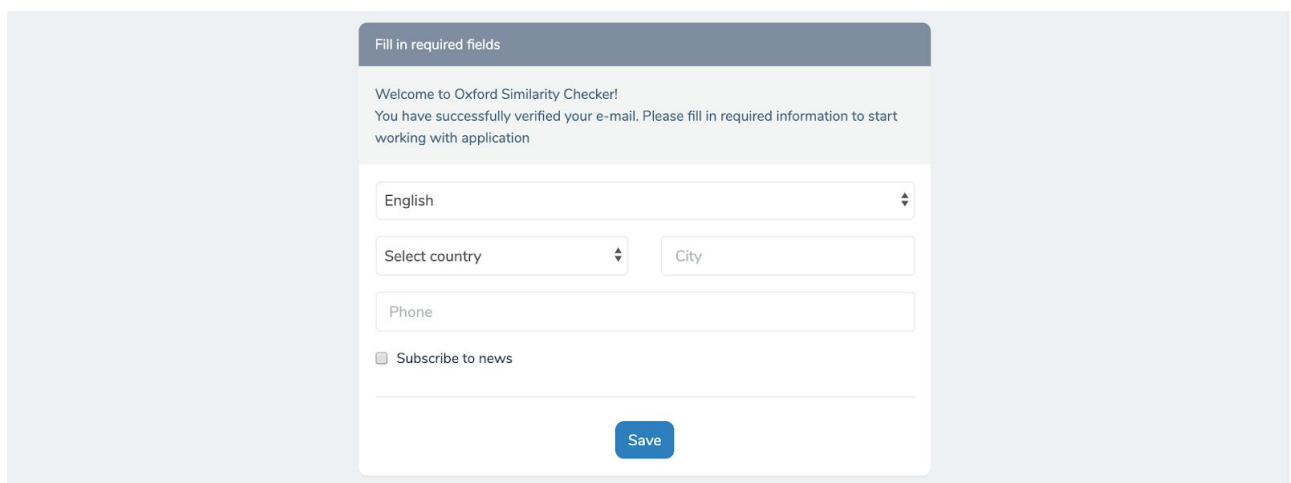 Fill in required fields
Welcome to Oxford Similarity Checker!
You have successfully verified your e-mail. Please fill in required information to start
working with application
English
Select country
City
Phone
Subscribe to news
Save